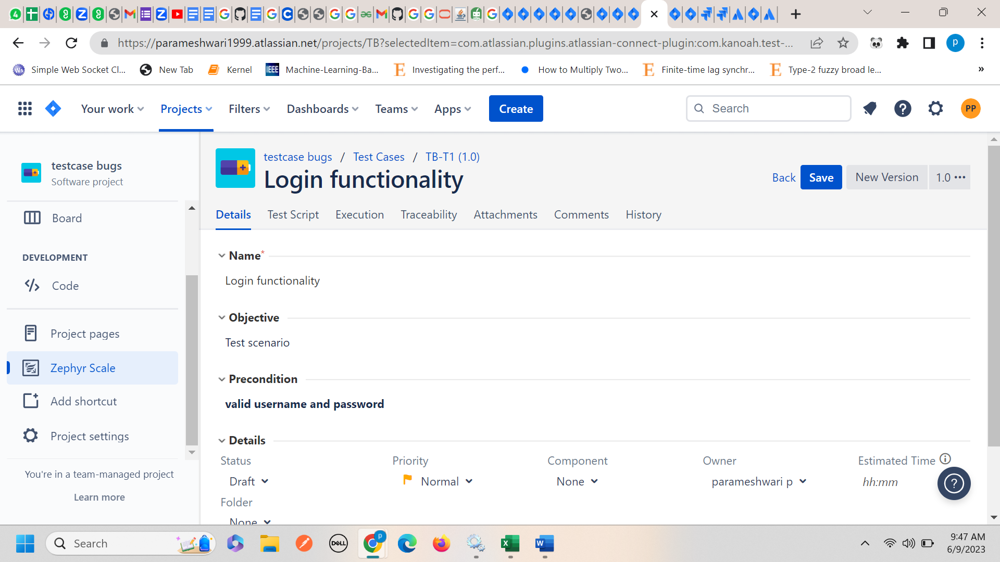 https://parameshwari1999.atlassian.net/projects/TB?selectedItem=com.atlassian.plugins.atlassian-connect-plugin:com.kanoah.test-...
p
Simple Web Socket Cl...
New Tab
Kernel
IEEE
Machine-Learning-Ba...
E
Investigating the perf...
How to Multiply Two...
E
Finite-time lag synchr...
E
Type-2 fuzzy broad le...
»
Your work
Projects
Filters
Dashboards
Teams
Apps
Create
Search
PP
testcase bugs
Software project
Board
DEVELOPMENT
Code
Project pages
Zephyr Scale
Add shortcut
Project settings
You're in a team-managed project
Learn more
testcase bugs / Test Cases / TB-T1 (1.0)
Login functionality
Back
Save
New Version
1.0 •••
Details
Test Script
Execution
Traceability
Attachments
Comments
History
Name*
Login functionality
Objective
Test scenario
Precondition
valid username and password
Details
Status
Priority
Component
Owner
Estimated Time
Draft
Normal
None
parameshwari p
hh:mm
Folder
None
Search
DELL
p
9:47 AM
6/9/2023